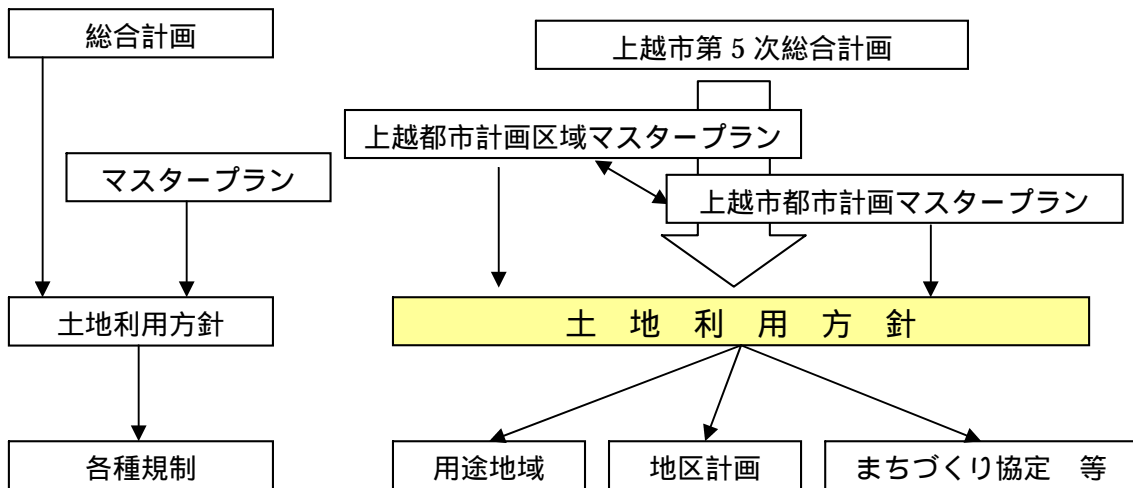 総合計画
上越市第５次総合計画
上越都市計画区域マスタープラン
マスタープラン
上越市都市計画マスタープラン
土地利用方針
土　地　利　用　方　針
各種規制
用途地域
地区計画
まちづくり協定　等